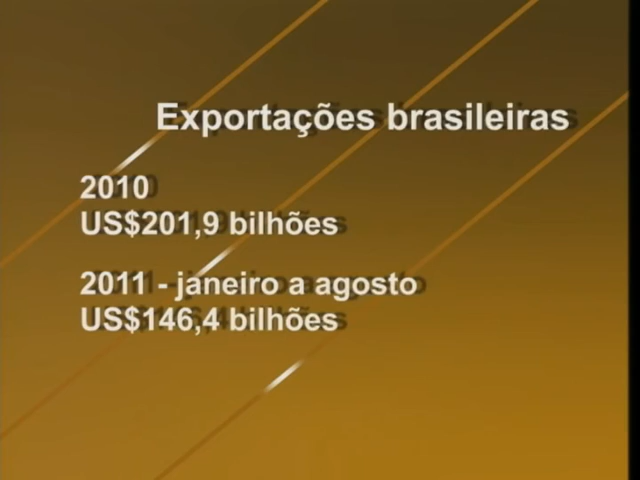 Exportações brasileiras
2010
US$201,9 bilhões
2011 - janeiro a agosto
US$146,4 bilhões